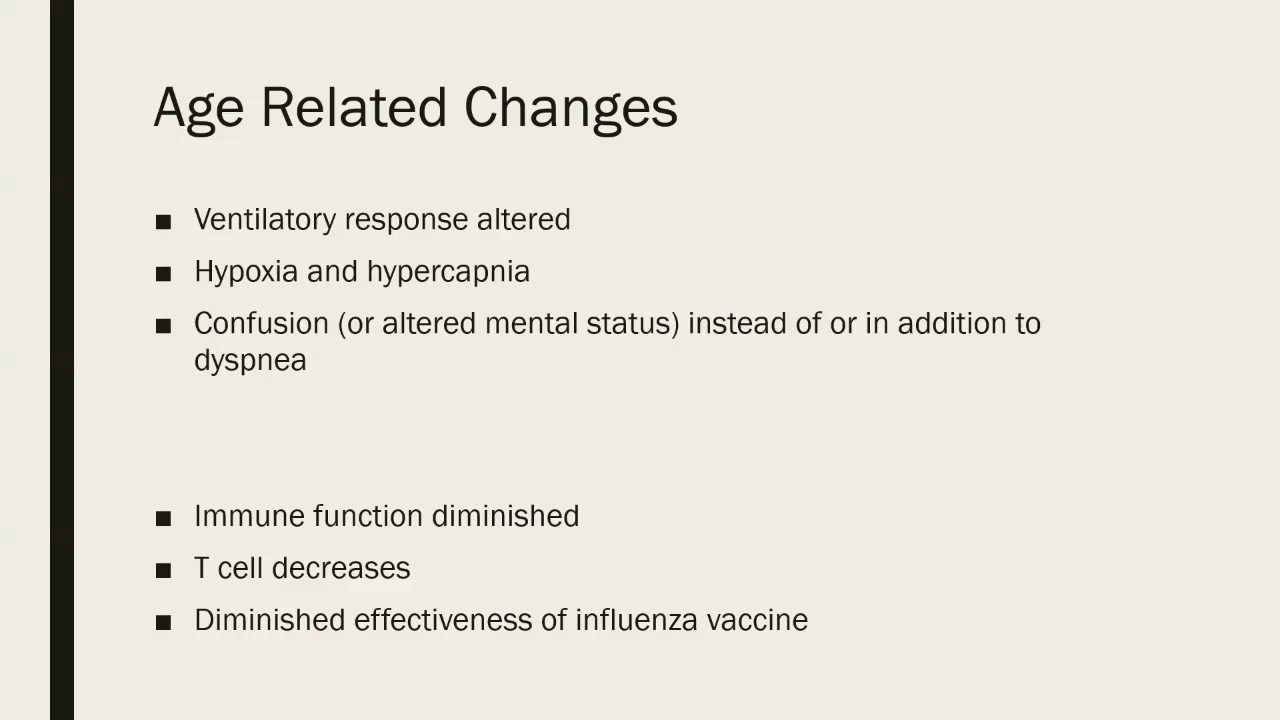 Age Related Changes
■ Ventilatory response altered
■ Hypoxia and hypercapnia
■ Confusion (or altered mental status) instead of or in addition to
dyspnea
■ Immune function diminished
■ T cell decreases
■ Diminished effectiveness of influenza vaccine